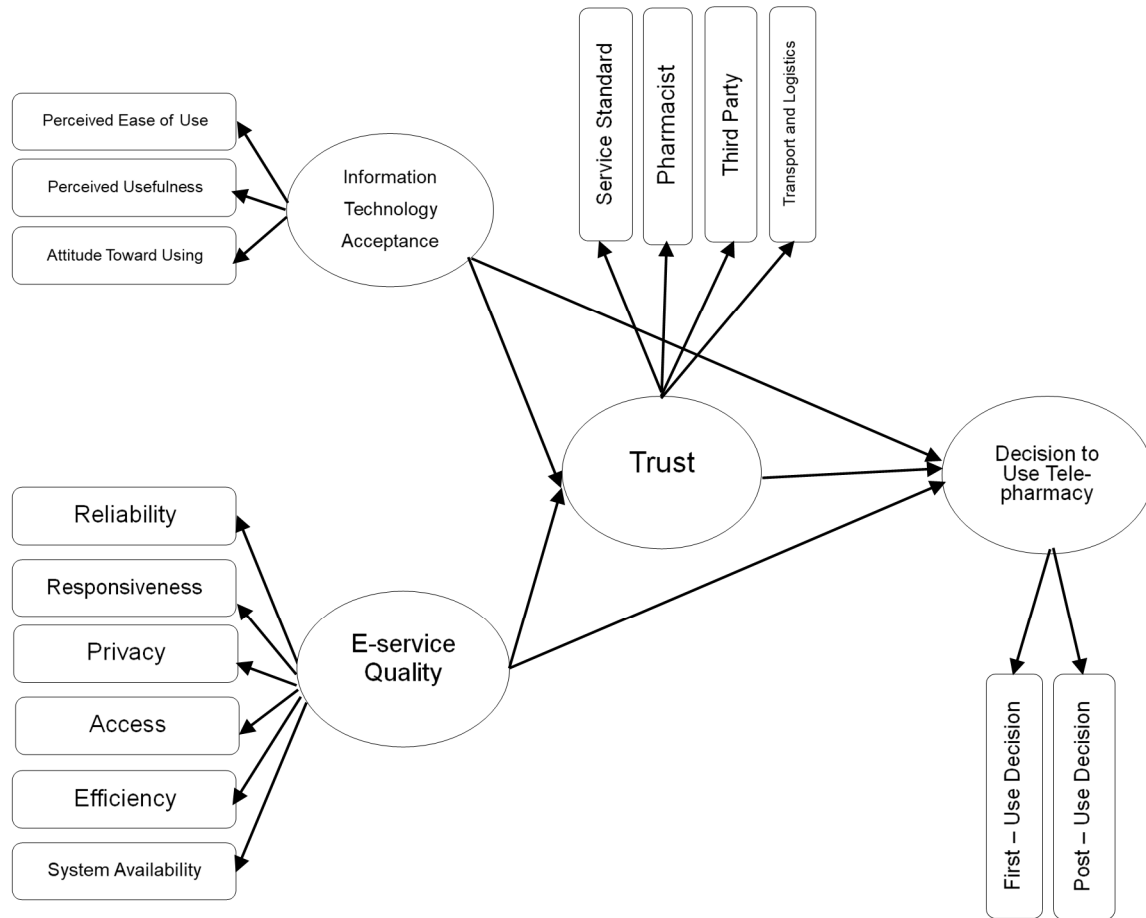 Perceived Ease of Use
Perceived Usefulness
Attitude Toward Using
Information
Technology
Acceptance
Service Standard
Pharmacist
Third Party
Transport and Logistics
Trust
Decision to
Use Tele-
pharmacy
Reliability
Responsiveness
Privacy
Access
Efficiency
System Availability
E-service
Quality
First – Use Decision
Post – Use Decision